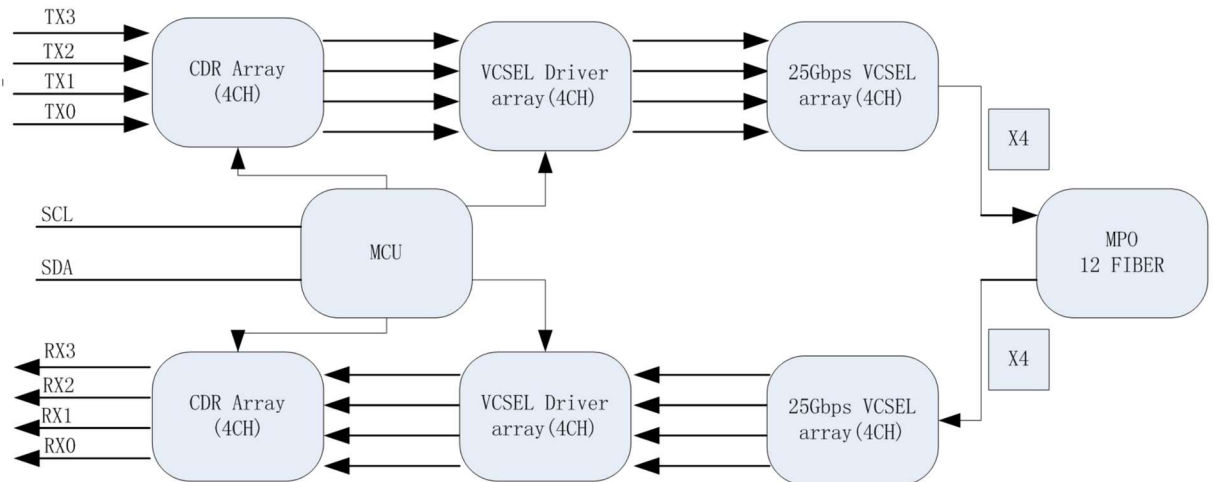 TX3
TX2
TX1
TX0
CDR Array
(4CH)
VCSEL Driver
array(4CH)
25Gbps VCSEL
array(4CH)
X4
SCL
SDA
MCU
MPO
12 FIBER
X4
RX3
RX2
RX1
RX0
CDR Array
(4CH)
VCSEL Driver
array(4CH)
25Gbps VCSEL
array(4CH)